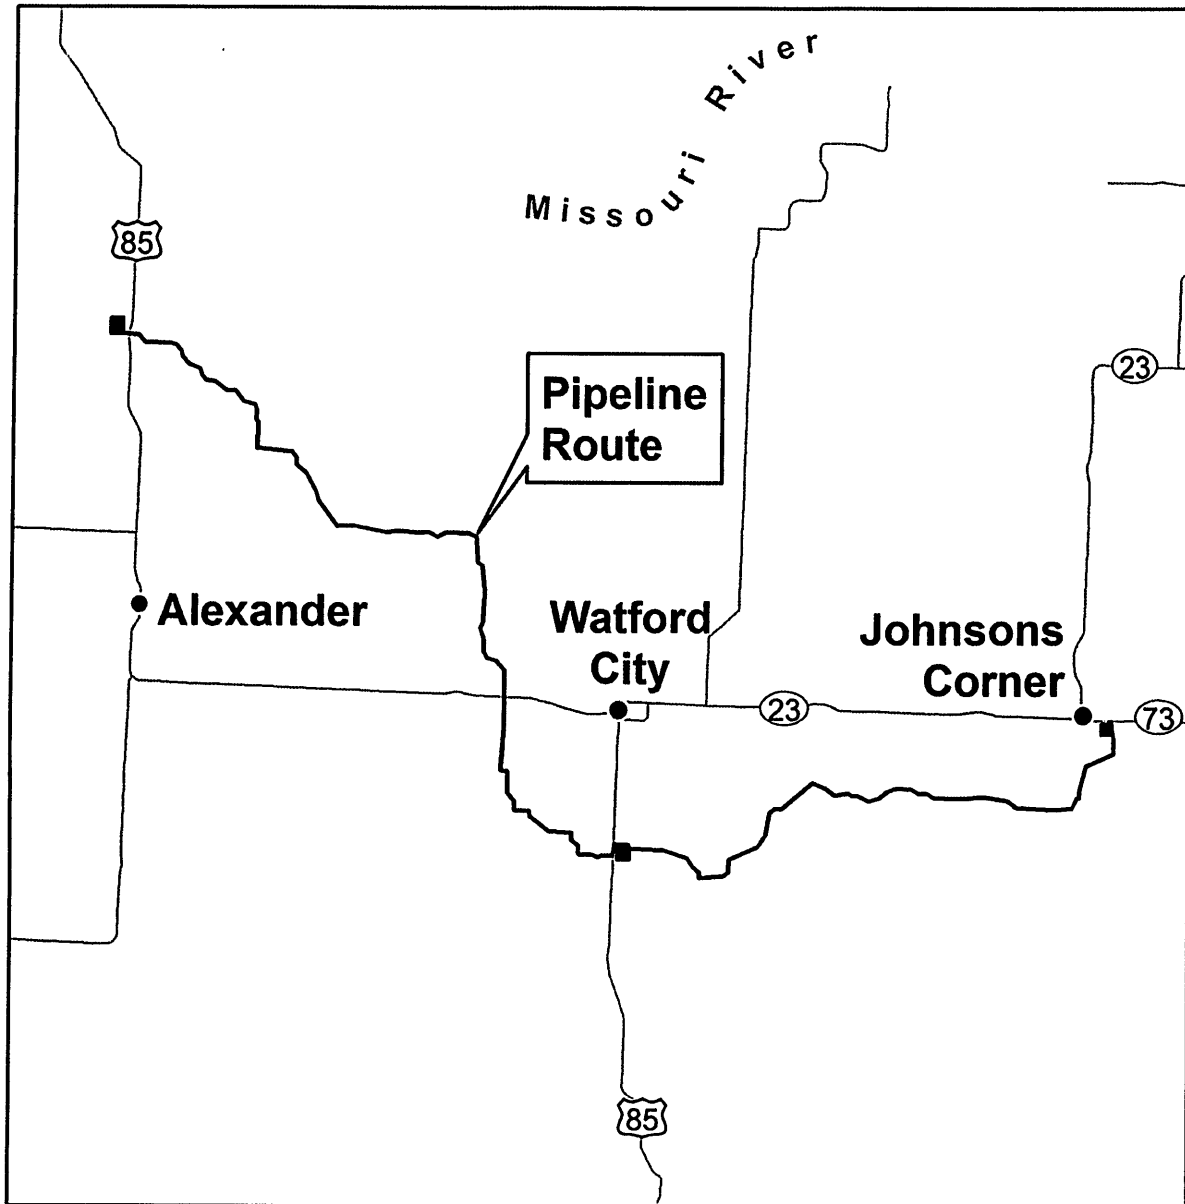 Missouri River
85
23
Pipeline
Route
Alexander
Watford
City
Johnsons
Corner
23
73
85